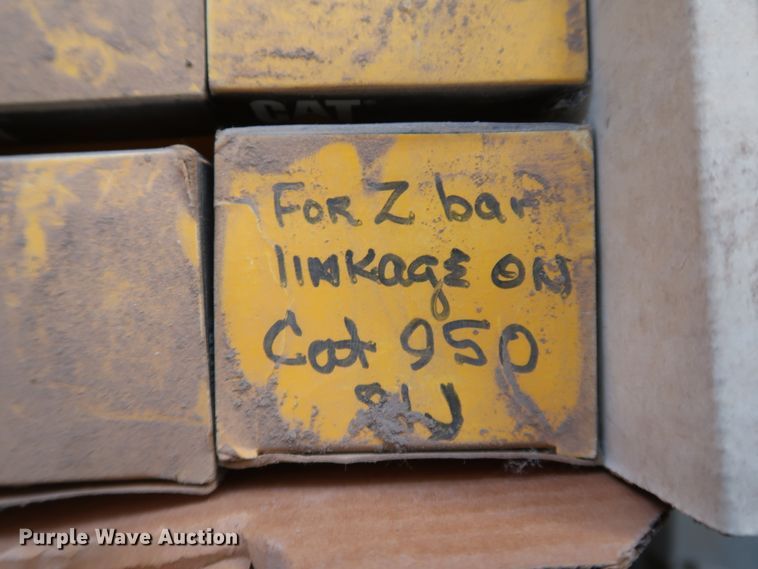 CAT
FOR Z bar
linkage ON
Cat 950
Purple Wave Auction